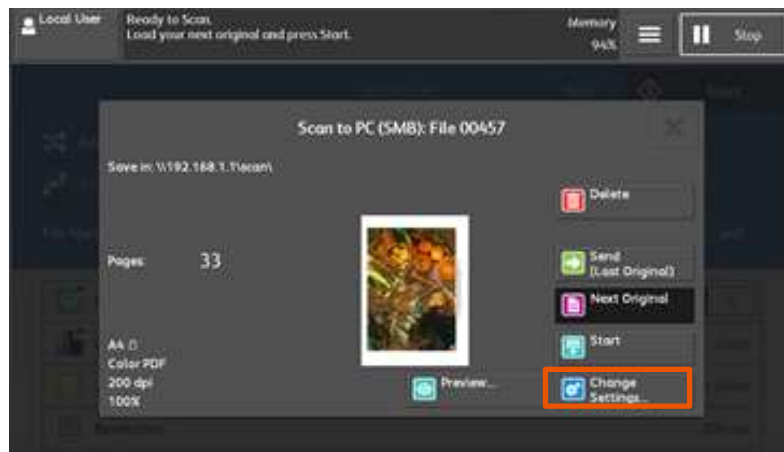 Local User
Ready to Scan.
Load your next original and press Start.
Memory
94%
Stop
Scan to PC (SMB): File 00457
Save in: \\192.168.1.1\scan\
Delete
Pages:
33
Send
(Last Original)
Next Original
A4
Start
Color PDF
200 dpi
100%
Preview...
Change
Settings...